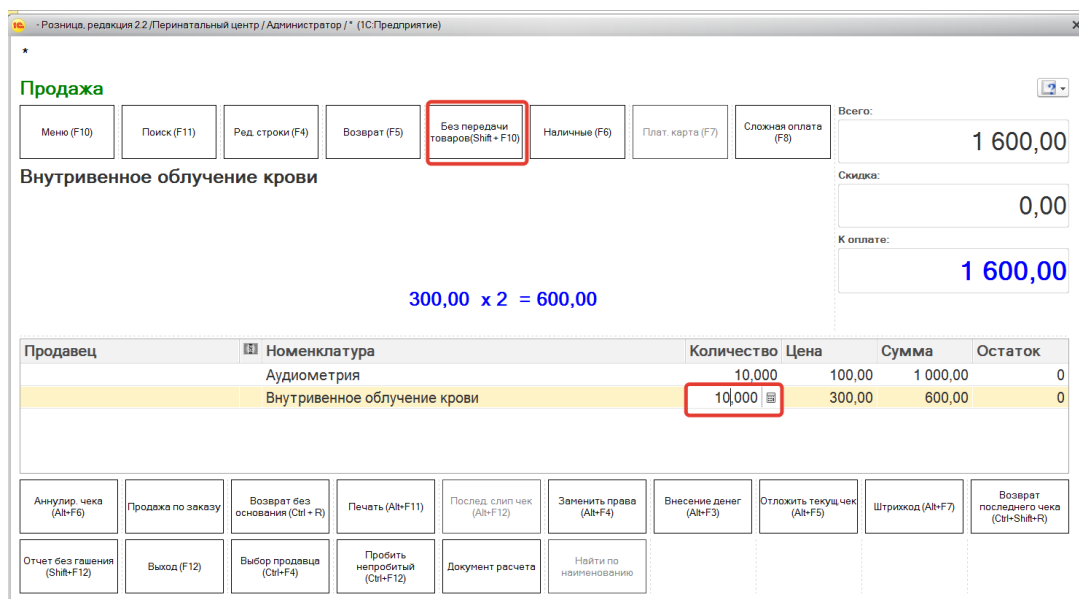 - Розница, редакция 2.2 /Перинатальный центр / Администратор / * (1С:Предприятие)
*
Продажа
Меню (F10)
Поиск (F11)
Ред. строки (F4)
Возврат (F5)
Без передачи
товаров(Shift + F10)
Наличные (F6)
Плат. карта (F7)
Сложная оплата
(F8)
Всего:
1 600,00
Внутривенное облучение крови
Скидка:
0,00
К оплате:
1 600,00
300,00 x 2 = 600,00
Продавец Номенклатура Количество Цена Сумма Остаток
Аудиометрия 10,000 100,00 1 000,00 0
Внутривенное облучение крови 10,000 300,00 600,00 0
Аннулир. чека
(Alt+F6)
Продажа по заказу
Возврат без
основания (Ctrl + R)
Печать (Alt+F11)
Послед. слип чек
(Alt+F12)
Заменить права
(Alt+F4)
Внесение денег
(Alt+F3)
Отложить текущ.чек
(Alt+F5)
Штрихкод (Alt+F7)
Возврат
последнего чека
(Ctrl+Shift+R)
Отчет без гашения
(Shift+F12)
Выход (F12)
Выбор продавца
(Ctrl+F4)
Пробить
непробитый
(Ctrl+F12)
Документ расчета
Найти по
наименованию